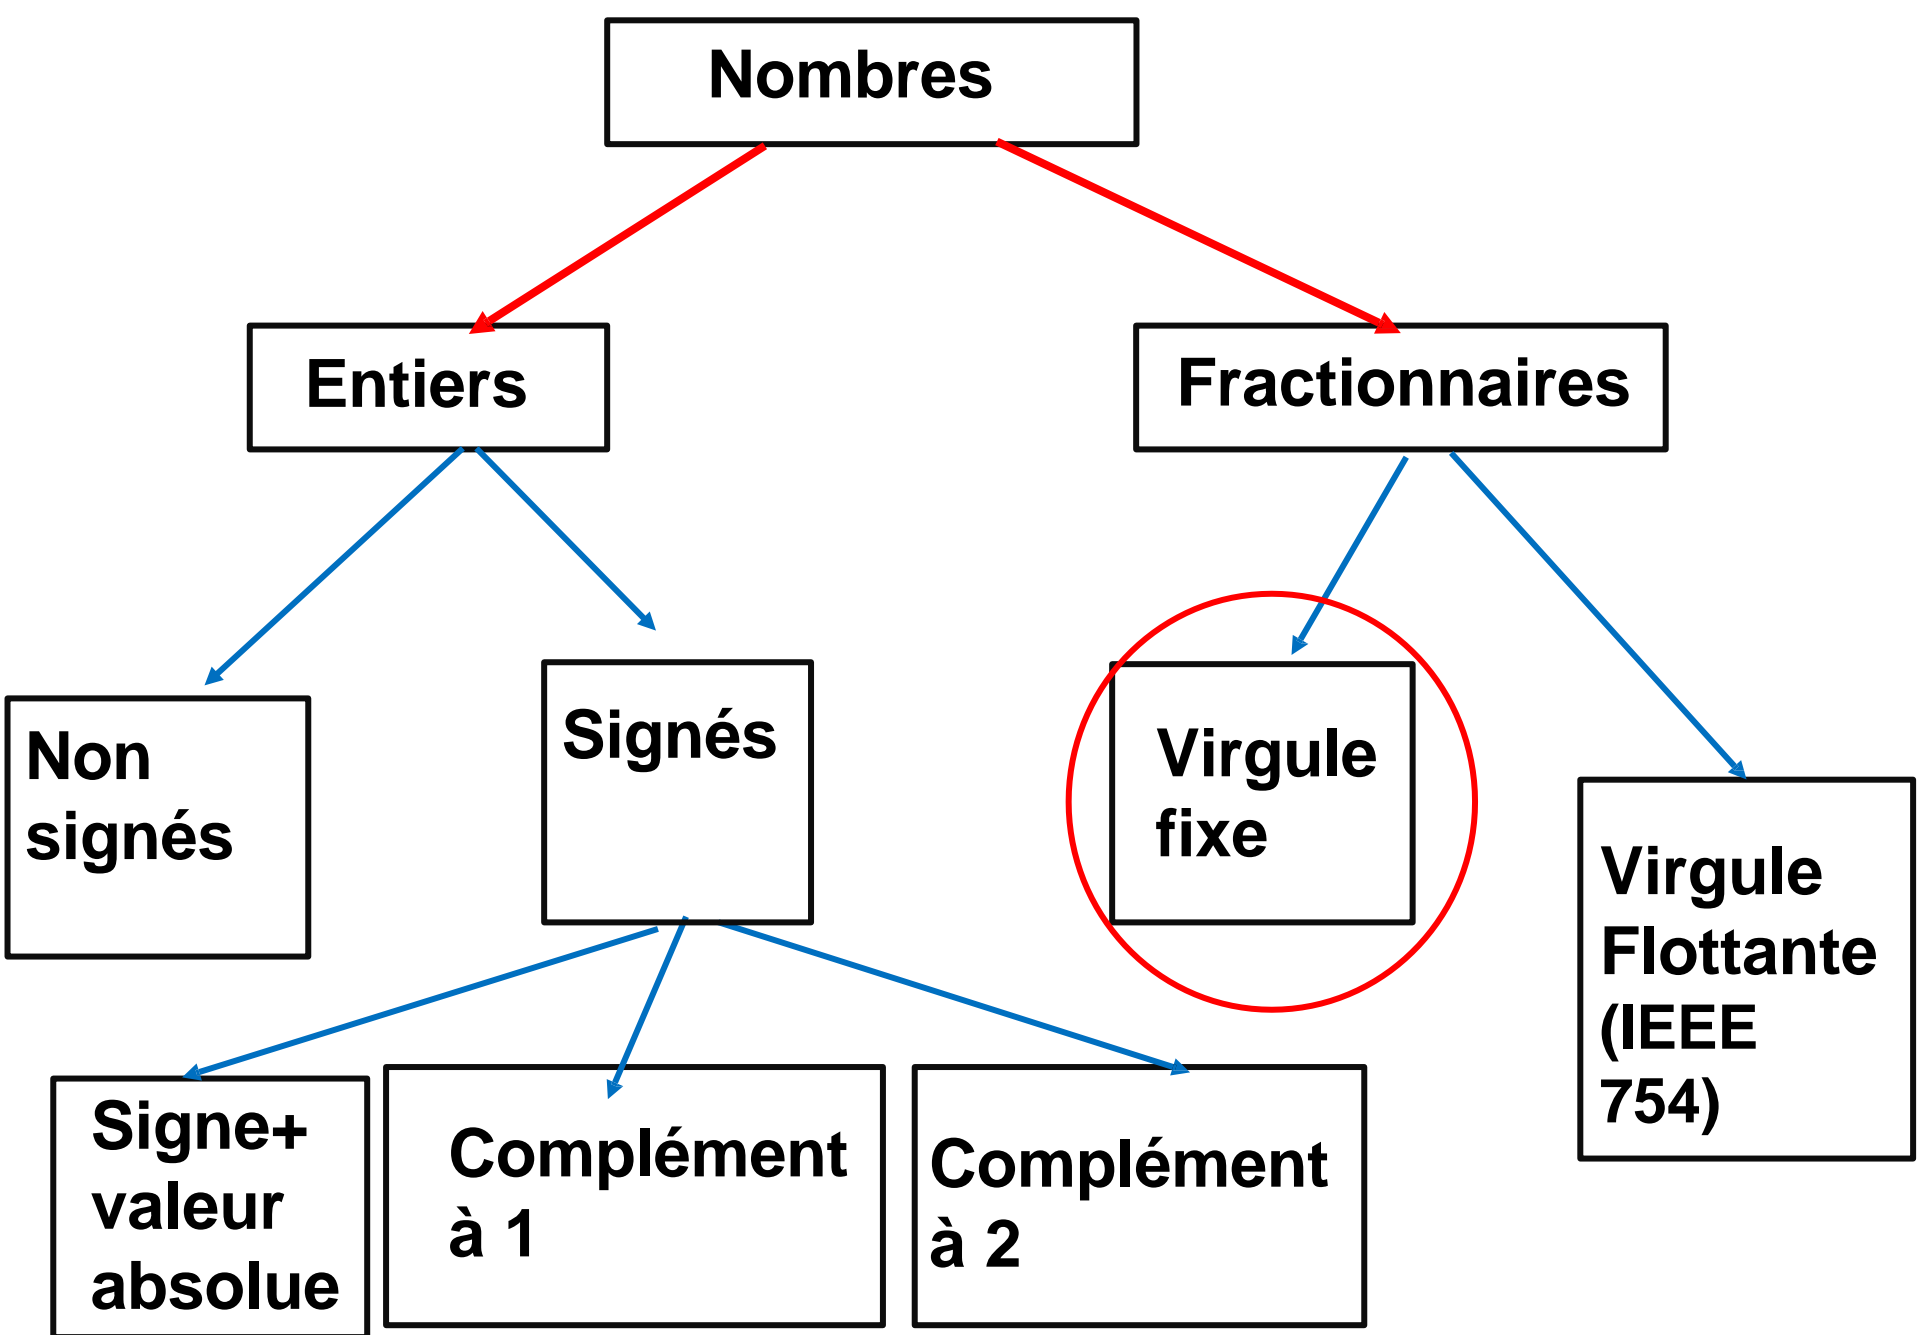 Nombres
Entiers
Fractionnaires
Non
signés
Signés
Virgule
fixe
Virgule
Flottante
(IEEE
754)
Signe+
valeur
absolue
Complément
à 1
Complément
à 2